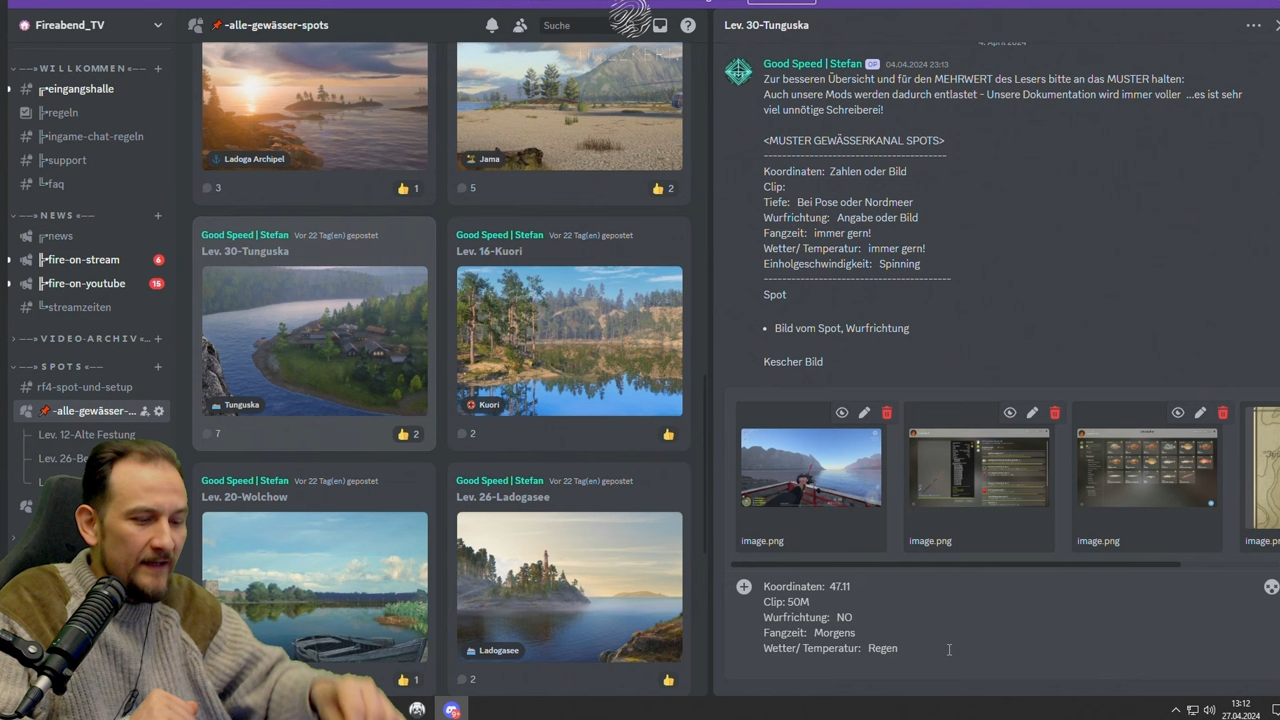 Fireabend_TV
-alle-gewässer-spots
Suche
Lev. 30-Tunguska
——» WILLKOMMEN «——
eingangshalle
regeln
ingame-chat-regeln
support
faq
——» NEWS «——
news
fire-on-stream
6
fire-on-youtube
15
streamzeiten
——» VIDEO-ARCHIV «...
——» SPOTS «——
rf4-spot-und-setup
-alle-gewässer-...
Lev. 12-Alte Festung
Ladoga Archipel
3
1
Jama
5
2
Good Speed | Stefan Vor 22 Tag(en) gepostet
Lev. 30-Tunguska
Tunguska
7
2
Good Speed | Stefan Vor 22 Tag(en) gepostet
Lev. 16-Kuori
Kuori
2
Good Speed | Stefan Vor 22 Tag(en) gepostet
Lev. 20-Wolchow
1
Good Speed | Stefan Vor 22 Tag(en) gepostet
Lev. 26-Ladogasee
Ladogasee
2
4. April 2024
Good Speed | Stefan OP 04.04.2024 23:13
Zur besseren Übersicht und für den MEHRWERT des Lesers bitte an das MUSTER halten:
Auch unsere Mods werden dadurch entlastet - Unsere Dokumentation wird immer voller ...es ist sehr
viel unnötige Schreiberei!
<MUSTER GEWÄSSERKANAL SPOTS>
----------------------------------------
Koordinaten: Zahlen oder Bild
Clip:
Tiefe: Bei Pose oder Nordmeer
Wurfrichtung: Angabe oder Bild
Fangzeit: immer gern!
Wetter/ Temperatur: immer gern!
Einholgeschwindigkeit: Spinning
-----------------------------------------
Spot
• Bild vom Spot, Wurfrichtung
Kescher Bild
image.png
image.png
image.png
Koordinaten: 47.11
Clip: 50M
Wurfrichtung: NO
Fangzeit: Morgens
Wetter/ Temperatur: Regen
13:12
27.04.2024